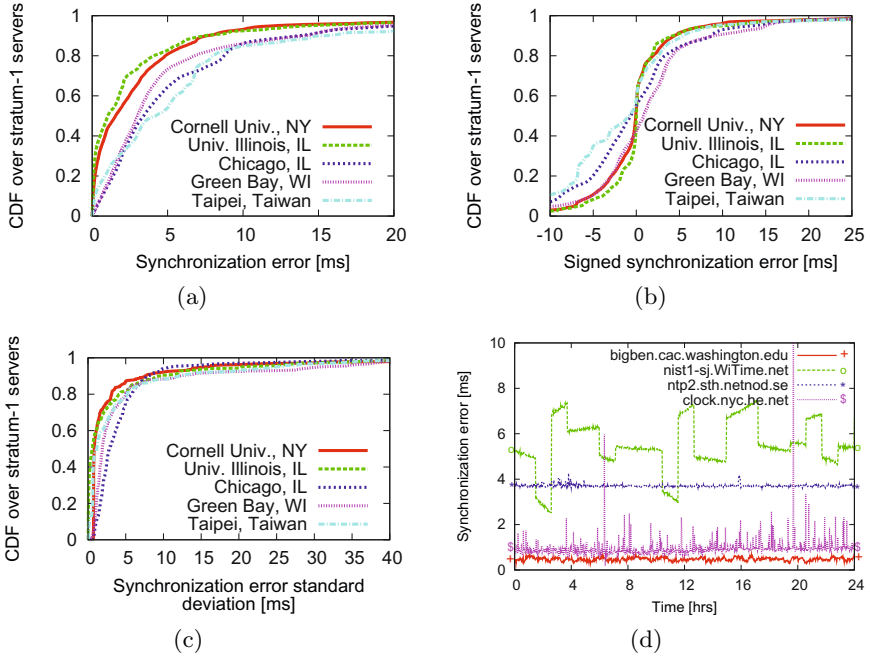 CDF over stratum-1 servers
1
0.8
0.6
0.4
0.2
0
Cornell Univ., NY
Univ. Illinois, IL
Chicago, IL
Green Bay, WI
Taipei, Taiwan
0 5 10 15 20
Synchronization error [ms]
(a)
CDF over stratum-1 servers
1
0.8
0.6
0.4
0.2
0
Cornell Univ., NY
Univ. Illinois, IL
Chicago, IL
Green Bay, WI
Taipei, Taiwan
-10 -5 0 5 10 15 20 25
Signed synchronization error [ms]
(b)
CDF over stratum-1 servers
1
0.8
0.6
0.4
0.2
0
Cornell Univ., NY
Univ. Illinois, IL
Chicago, IL
Green Bay, WI
Taipei, Taiwan
0 5 10 15 20 25 30 35 40
Synchronization error standard
deviation [ms]
(c)
Synchronization error [ms]
10
8
6
4
2
0
bigben.cac.washington.edu
nist1-sj.WiTime.net
ntp2.sth.netnod.se
clock.nyc.he.net
0 4 8 12 16 20 24
Time [hrs]
(d)